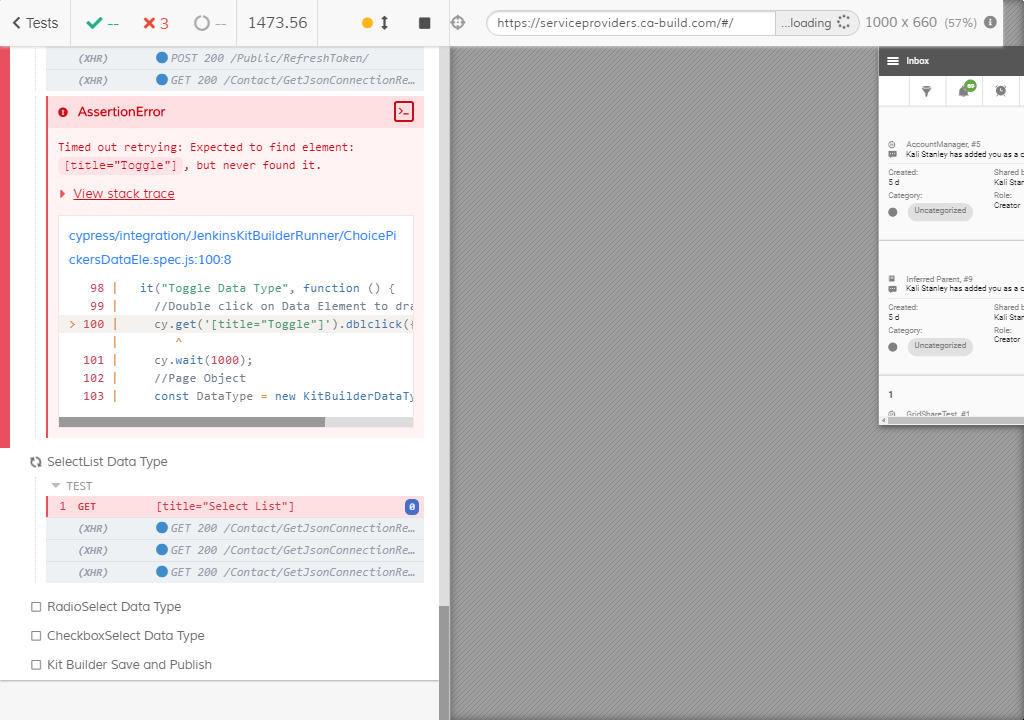 Tests
--
3
--
1473.56
https://serviceproviders.ca-build.com/#/
...loading
1000 x 660 (57%)
(XHR) POST 200 /Public/RefreshToken/
(XHR) GET 200 /Contact/GetJsonConnectionRe...
AssertionError
Timed out retrying: Expected to find element:
[title="Toggle"], but never found it.
View stack trace
cypress/integration/JenkinsKitBuilderRunner/ChoicePi
ckersDataEle.spec.js:100:8
98 | it("Toggle Data Type", function () {
99 | //Double click on Data Element to dra
> 100 | cy.get('[title="Toggle"]').dblclick({
| ^
101 | cy.wait(1000);
102 | //Page Object
103 | const DataType = new KitBuilderDataTy
SelectList Data Type
TEST
1 GET [title="Select List"] 0
(XHR) GET 200 /Contact/GetJsonConnectionRe...
(XHR) GET 200 /Contact/GetJsonConnectionRe...
(XHR) GET 200 /Contact/GetJsonConnectionRe...
RadioSelect Data Type
CheckboxSelect Data Type
Kit Builder Save and Publish
Inbox
AccountManager, #5
Kali Stanley has added you as a c
Created: Shared b
5 d Kali Star
Category: Role:
Uncategorized Creator
Inferred Parent, #9
Kali Stanley has added you as a c
Created: Shared b
5 d Kali Star
Category: Role:
Uncategorized Creator
1
GridShareTest, #1